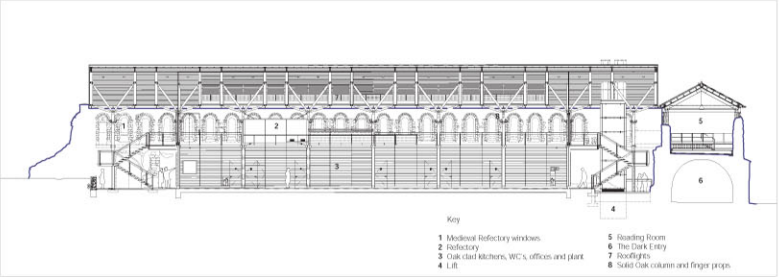 7
1
2
8
5
3
6
4
Key
1 Medieval Refectory windows
2 Refectory
3 Oak clad kitchens, WC's, offices and plant
4 Lift
5 Reading Room
6 The Dark Entry
7 Rooflights
8 Solid Oak column and finger props